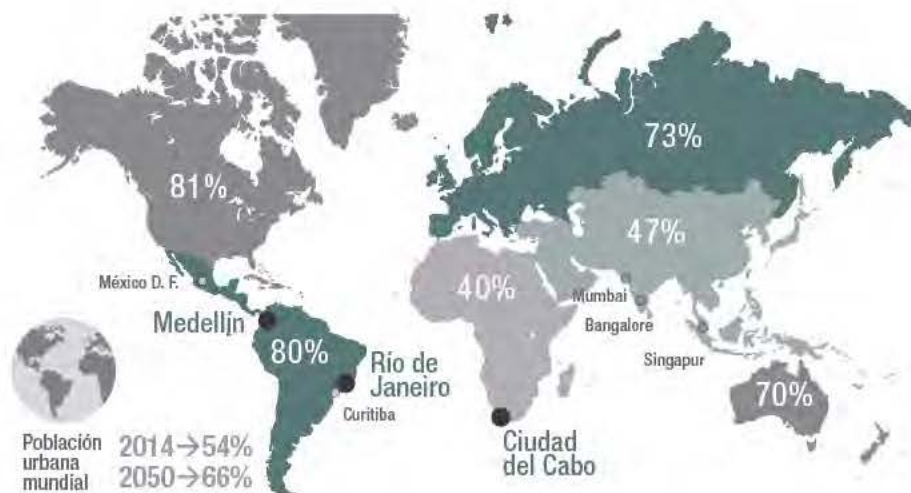 73%
81%
47%
40%
México D. F.
Mumbai
Medellín
Bangalore
80%
Río de
Janeiro
Singapur
70%
Curitiba
Ciudad
del Cabo
Población
urbana
mundial
2014→54%
2050→66%